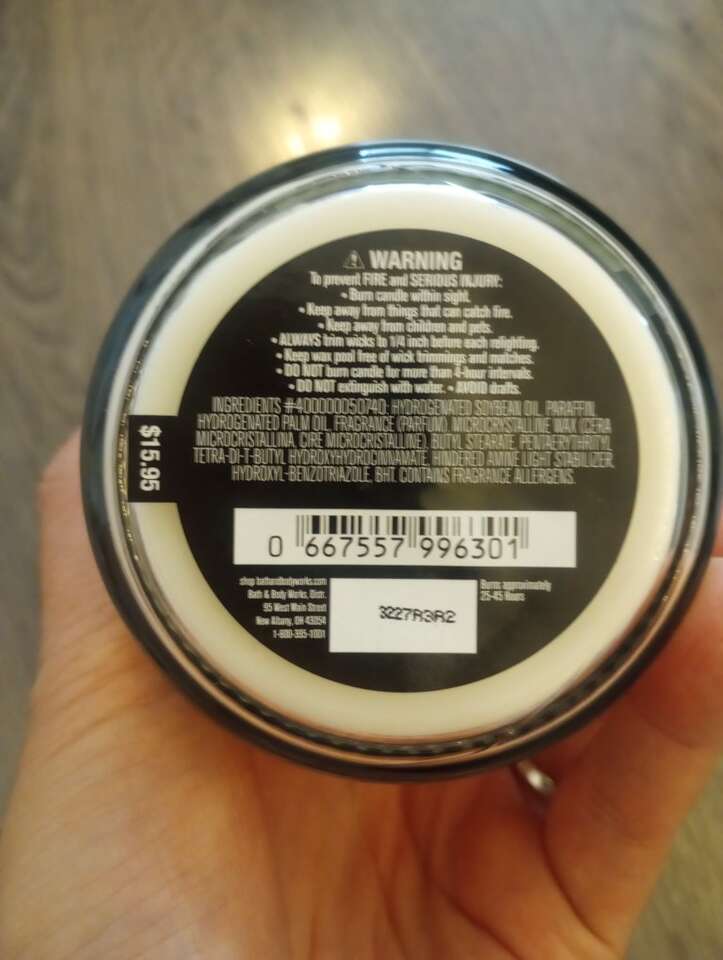 ⚠ WARNING
To prevent FIRE and SERIOUS INJURY:
• Burn candle within sight.
• Keep away from things that can catch fire.
• Keep away from children and pets.
• ALWAYS trim wicks to 1/4 inch before each relighting.
• Keep wax pool free of wick trimmings and matches.
• DO NOT burn candle for more than 4-hour intervals.
• DO NOT extinguish with water. • AVOID drafts.
INGREDIENTS #400000050740: HYDROGENATED SOYBEAN OIL, PARAFFIN,
HYDROGENATED PALM OIL, FRAGRANCE (PARFUM), MICROCRYSTALLINE WAX (CERA
MICROCRISTALLINA, CIRE MICROCRISTALLINE), BUTYL STEARATE, PENTAERYTHRITYL
TETRA-DI-T-BUTYL HYDROXYHYDROCINNAMATE, HINDERED AMINE LIGHT STABILIZER,
HYDROXYL-BENZOTRIAZOLE, BHT. CONTAINS FRAGRANCE ALLERGENS.
$15.95
0 667557 996301
shop bathandbodyworks.com
Bath & Body Works, Distr.
95 West Main Street
New Albany, OH 43054
1-800-395-1001
3227A3A2
Burns approximately
25-45 Hours